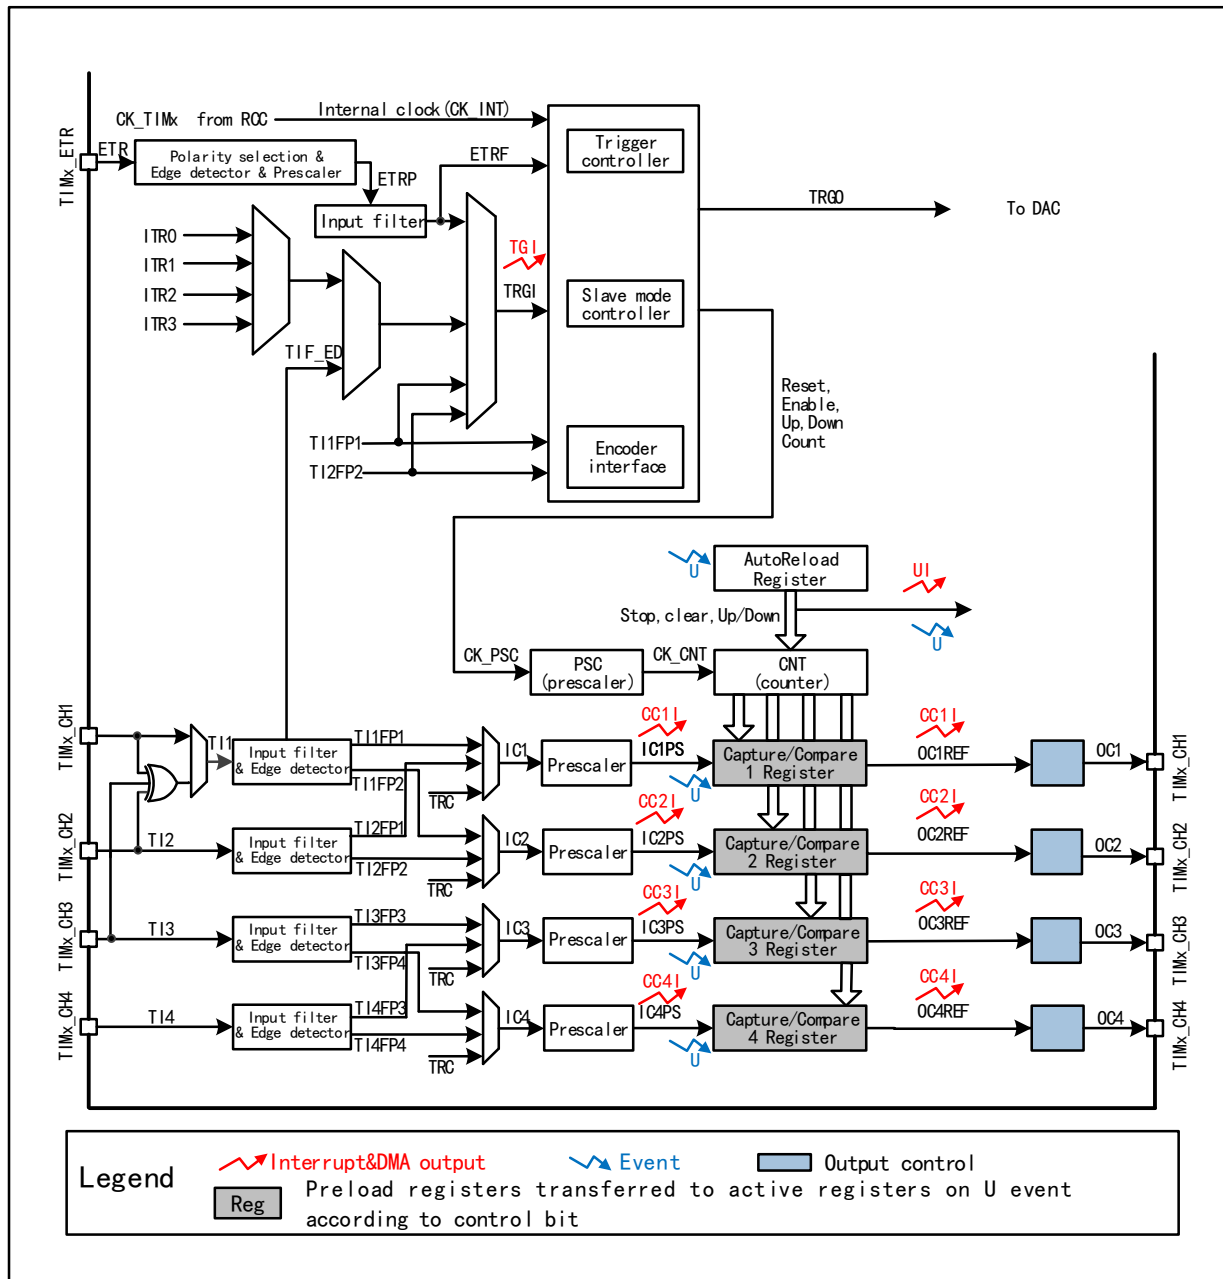 CK_TIMx from RCC
Internal clock(CK_INT)
TIMx_ETR
ETR
Polarity selection &
Edge detector & Prescaler
ETRP
ETRF
Input filter
Trigger
controller
TRGO
To DAC
ITR0
ITR1
ITR2
ITR3
TIF_ED
TGI
TRGI
Slave mode
controller
Reset,
Enable,
Up,Down
Count
TI1FP1
TI2FP2
Encoder
interface
U
AutoReload
Register
UI
Stop,clear,Up/Down
U
CK_PSC
PSC
(prescaler)
CK_CNT
CNT
(counter)
TIMx_CH1
TI1
Input filter
& Edge detector
TI1FP1
TI1FP2
TRC
IC1
Prescaler
CC1I
IC1PS
U
Capture/Compare
1 Register
CC1I
OC1REF
OC1
TIMx_CH1
TIMx_CH2
TI2
Input filter
& Edge detector
TI2FP1
TI2FP2
TRC
IC2
Prescaler
CC2I
IC2PS
U
Capture/Compare
2 Register
CC2I
OC2REF
OC2
TIMx_CH2
TIMx_CH3
TI3
Input filter
& Edge detector
TI3FP3
TI3FP4
TRC
IC3
Prescaler
CC3I
IC3PS
U
Capture/Compare
3 Register
CC3I
OC3REF
OC3
TIMx_CH3
TIMx_CH4
TI4
Input filter
& Edge detector
TI4FP3
TI4FP4
TRC
IC4
Prescaler
CC4I
IC4PS
U
Capture/Compare
4 Register
CC4I
OC4REF
OC4
TIMx_CH4
Legend
Interrupt&DMA output
Event
Output control
Reg
Preload registers transferred to active registers on U event
according to control bit